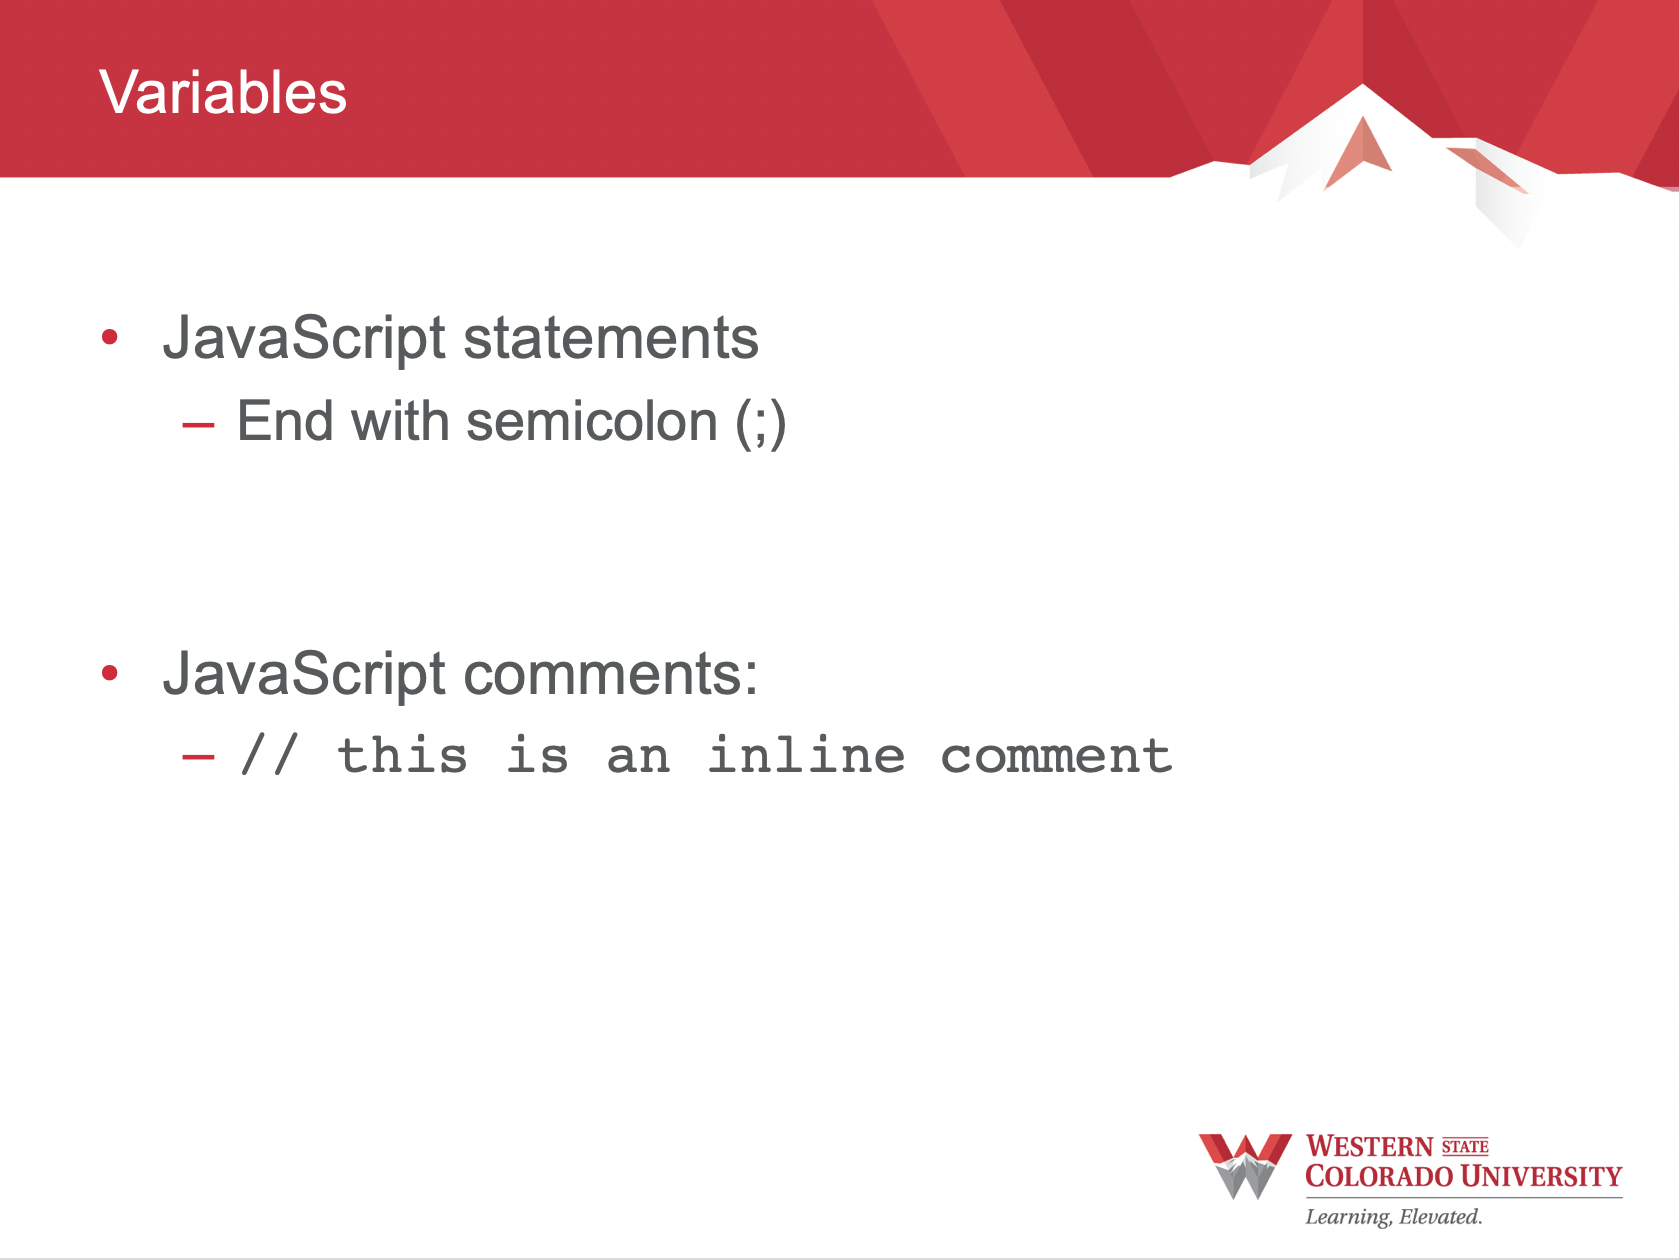 Variables
• JavaScript statements
– End with semicolon (;)
• JavaScript comments:
– // this is an inline comment
WESTERN STATE
COLORADO UNIVERSITY
Learning, Elevated.